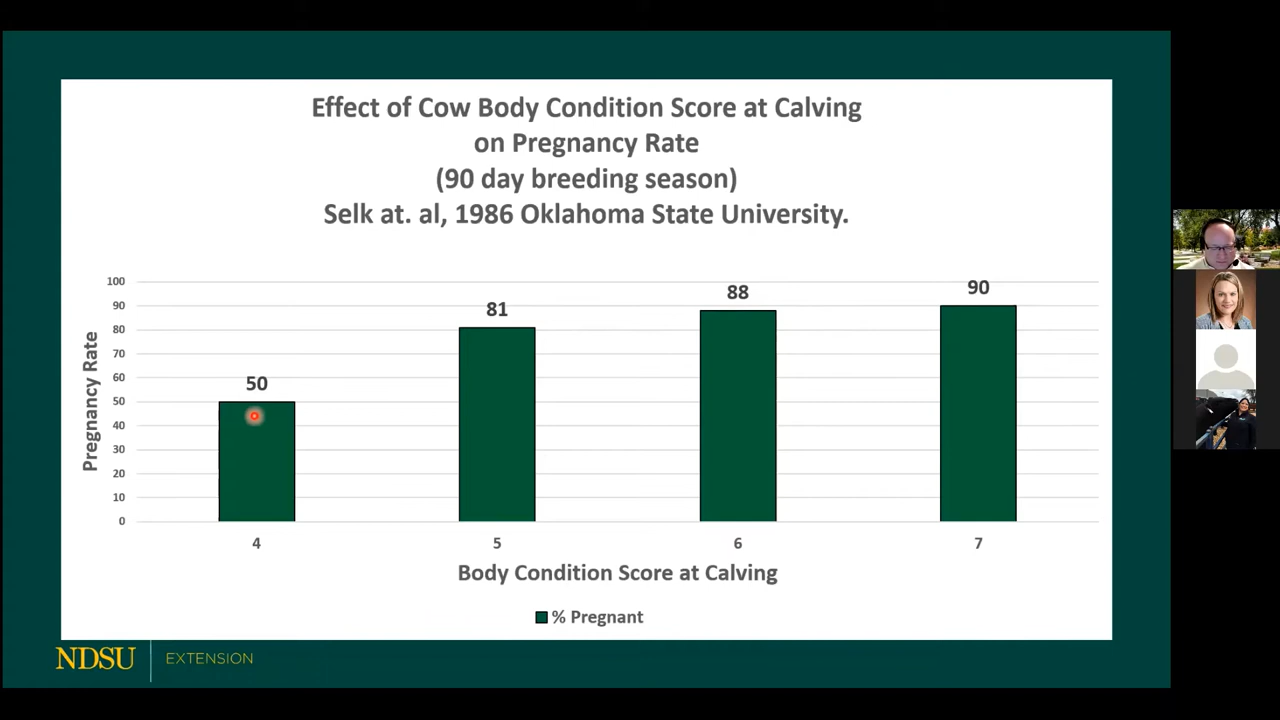 Effect of Cow Body Condition Score at Calving
on Pregnancy Rate
(90 day breeding season)
Selk at. al, 1986 Oklahoma State University.
100
90
80
70
60
50
40
30
20
10
0
Pregnancy Rate
50
81
88
90
4
5
6
7
Body Condition Score at Calving
% Pregnant
NDSU EXTENSION